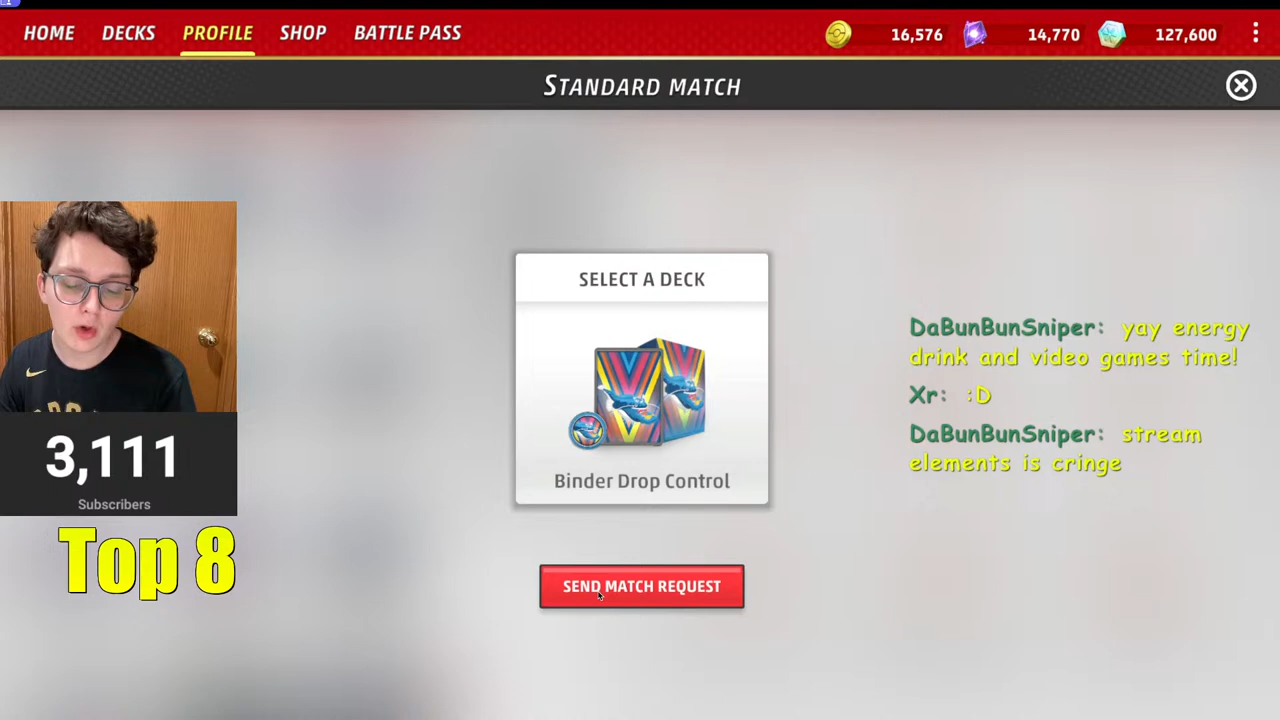 HOME DECKS PROFILE SHOP BATTLE PASS 16,576 14,770 127,600
STANDARD MATCH
SELECT A DECK
Binder Drop Control
SEND MATCH REQUEST
3,111
Subscribers
Top 8
DaBunBunSniper: yay energy
drink and video games time!
Xr: :D
DaBunBunSniper: stream
elements is cringe